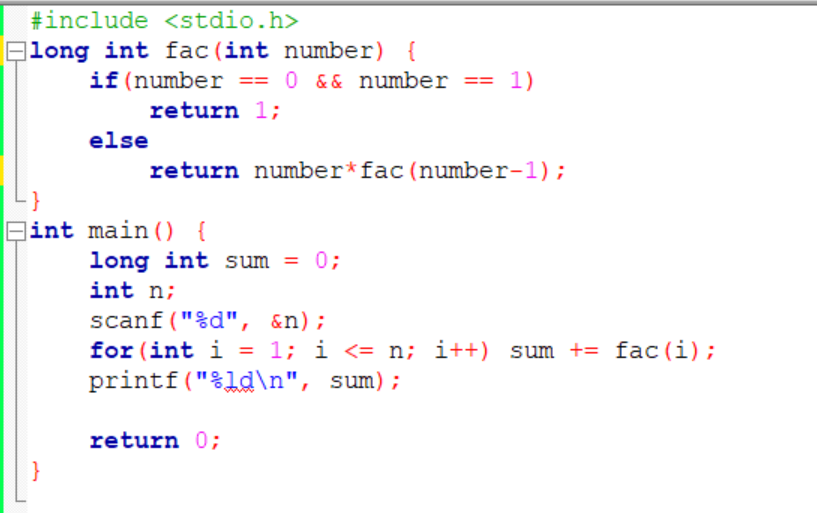 #include <stdio.h>
long int fac(int number) {
    if(number == 0 && number == 1)
        return 1;
    else
        return number*fac(number-1);
}
int main() {
    long int sum = 0;
    int n;
    scanf("%d", &n);
    for(int i = 1; i <= n; i++) sum += fac(i);
    printf("%ld\n", sum);
    return 0;
}